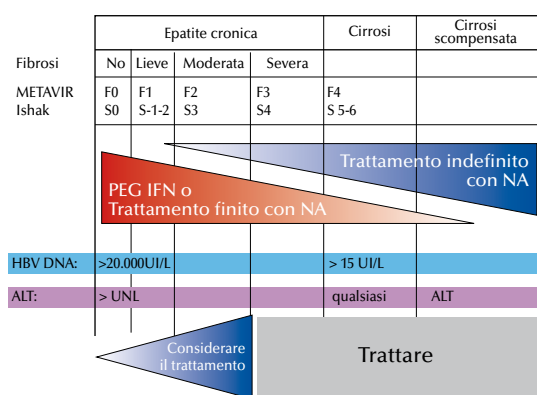 Epatite cronica Cirrosi Cirrosi scompensata
Fibrosi No Lieve Moderata Severa
METAVIR F0 F1 F2 F3 F4
Ishak S0 S-1-2 S3 S4 S 5-6
Trattamento indefinito
con NA
PEG IFN o
Trattamento finito con NA
HBV DNA: >20.000UI/L > 15 UI/L
ALT: > UNL qualsiasi ALT
Considerare
il trattamento
Trattare